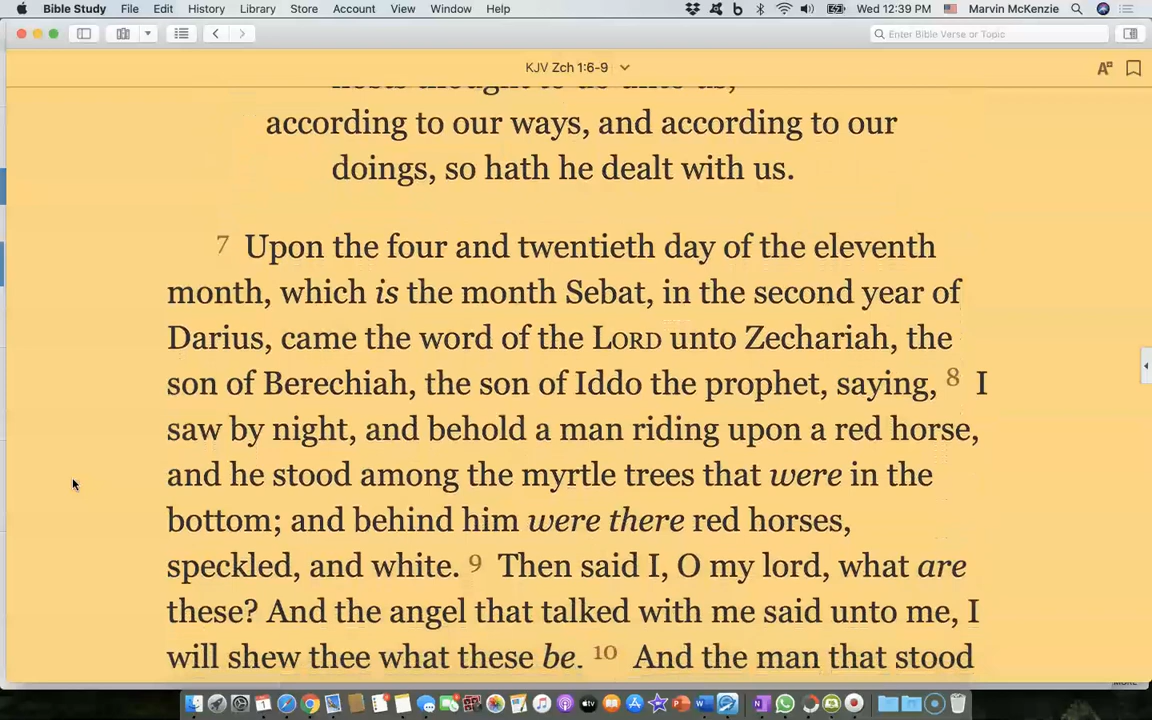 Bible Study File Edit History Library Store Account View Window Help Wed 12:39 PM Marvin McKenzie
Enter Bible Verse or Topic
KJV Zch 1:6-9
hosts thought to do unto us,
according to our ways, and according to our
doings, so hath he dealt with us.
7 Upon the four and twentieth day of the eleventh
month, which is the month Sebat, in the second year of
Darius, came the word of the LORD unto Zechariah, the
son of Berechiah, the son of Iddo the prophet, saying, 8 I
saw by night, and behold a man riding upon a red horse,
and he stood among the myrtle trees that were in the
bottom; and behind him were there red horses,
speckled, and white. 9 Then said I, O my lord, what are
these? And the angel that talked with me said unto me, I
will shew thee what these be. 10 And the man that stood